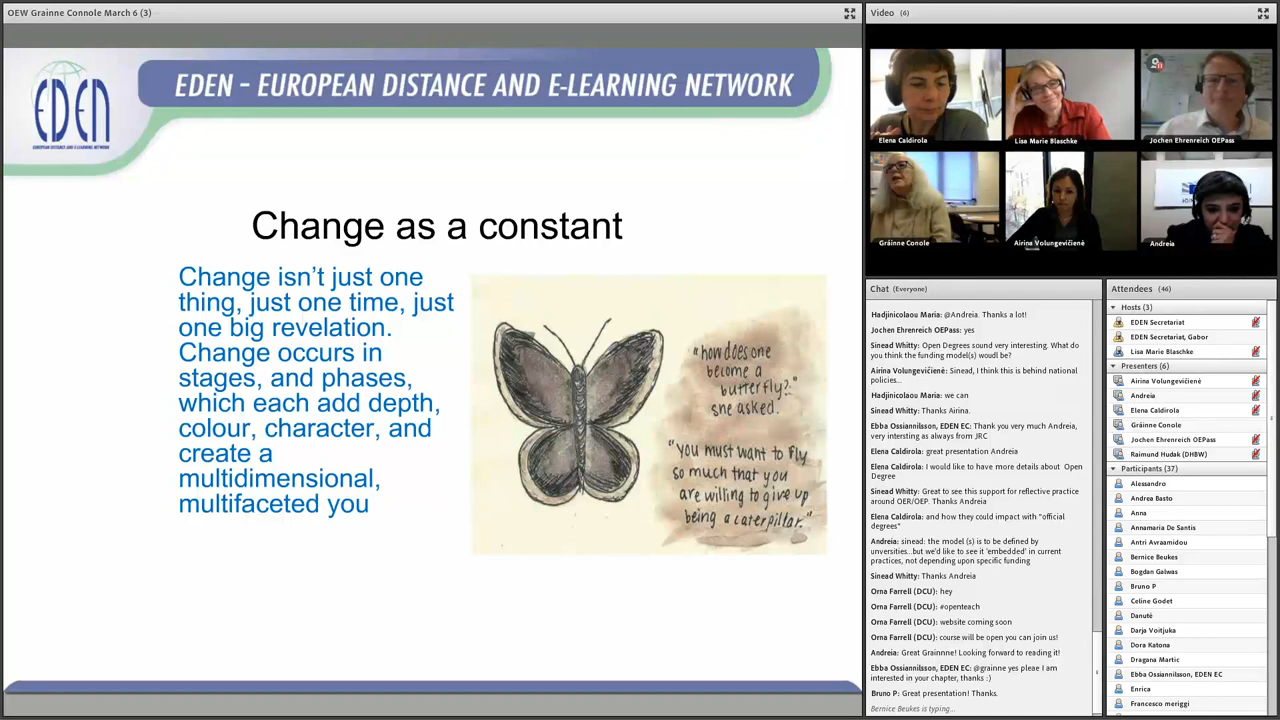 OEW Grainne Connole March 6 (3)
EDEN
EUROPEAN DISTANCE AND E-LEARNING NETWORK
EDEN – EUROPEAN DISTANCE AND E-LEARNING NETWORK
Change as a constant
Change isn't just one
thing, just one time, just
one big revelation.
Change occurs in
stages, and phases,
which each add depth,
colour, character, and
create a
multidimensional,
multifaceted you
"how does one
become a
butterfly?"
she asked.
"you must want to fly
so much that you
are willing to give up
being a caterpillar."
Video (6)
Elena Caldirola
Lisa Marie Blaschke
Jochen Ehrenreich OEPass
Gráinne Conole
Airina Volungevičienė
Andreia
Chat (Everyone)
Hadjinicolaou Maria: @Andreia. Thanks a lot!
Jochen Ehrenreich OEPass: yes
Sinead Whitty: Open Degrees sound very interesting. What do
you think the funding model(s) woudl be?
Airina Volungevičienė: Sinead, I think this is behind national
policies...
Hadjinicolaou Maria: we can
Sinead Whitty: Thanks Airina.
Ebba Ossiannilsson, EDEN EC: Thank you very much Andreia,
very intersting as always from JRC
Elena Caldirola: great presentation Andreia
Elena Caldirola: I would like to have more details about Open
Degree
Sinead Whitty: Great to see this support for reflective practice
around OER/OEP. Thanks Andreia
Elena Caldirola: and how they could impact with "official
degrees"
Andreia: sinead: the model (s) is to be defined by
unversities...but we'd like to see it 'embedded' in current
practices, not depending upon specific funding
Sinead Whitty: Thanks Andreia
Orna Farrell (DCU): hey
Orna Farrell (DCU): #openteach
Orna Farrell (DCU): website coming soon
Orna Farrell (DCU): course will be open you can join us!
Andreia: Great Grainnne! Looking forward to reading it!
Ebba Ossiannilsson, EDEN EC: @grainne yes pleae I am
interested in your chapter, thanks :)
Bruno P: Great presentation! Thanks.
Bernice Beukes is typing...
Attendees (46)
Hosts (3)
EDEN Secretariat
EDEN Secretariat, Gabor
Lisa Marie Blaschke
Presenters (6)
Airina Volungevičienė
Andreia
Elena Caldirola
Gráinne Conole
Jochen Ehrenreich OEPass
Raimund Hudak (DHBW)
Participants (37)
Alessandro
Andrea Basto
Anna
Annamaria De Santis
Antri Avraamidou
Bernice Beukes
Bogdan Galwas
Bruno P
Celine Godet
Danutė
Darja Voitjuka
Dora Katona
Dragana Martic
Ebba Ossiannilsson, EDEN EC
Enrica
Francesco meriggi